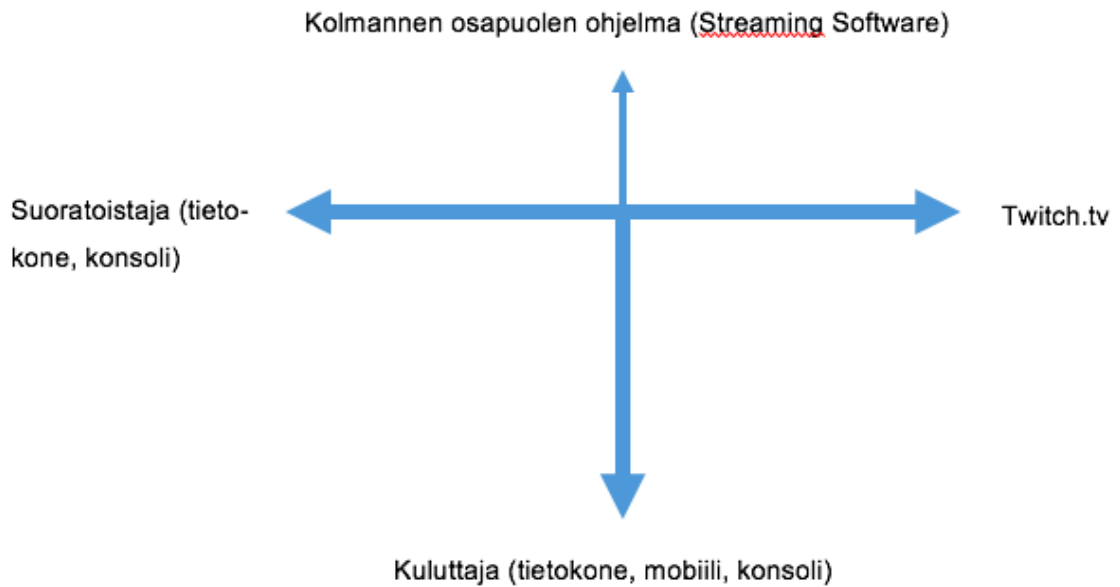 Kolmannen osapuolen ohjelma (Streaming Software)
Suoratoistaja (tieto-
kone, konsoli)
Twitch.tv
Kuluttaja (tietokone, mobiili, konsoli)